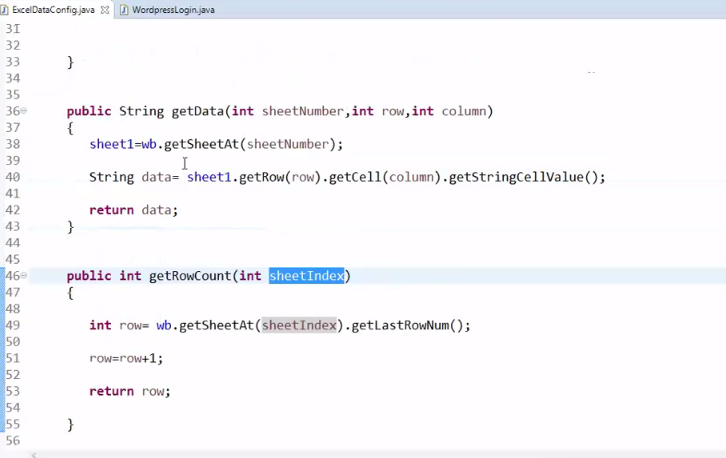 ExcelDataConfig.java WordpressLogin.java
31
32
33 }
34
35
36 public String getData(int sheetNumber,int row,int column)
37 {
38 sheet1=wb.getSheetAt(sheetNumber);
39
40 String data= sheet1.getRow(row).getCell(column).getStringCellValue();
41
42 return data;
43 }
44
45
46 public int getRowCount(int sheetIndex)
47 {
48
49 int row= wb.getSheetAt(sheetIndex).getLastRowNum();
50
51 row=row+1;
52
53 return row;
54
55 }
56